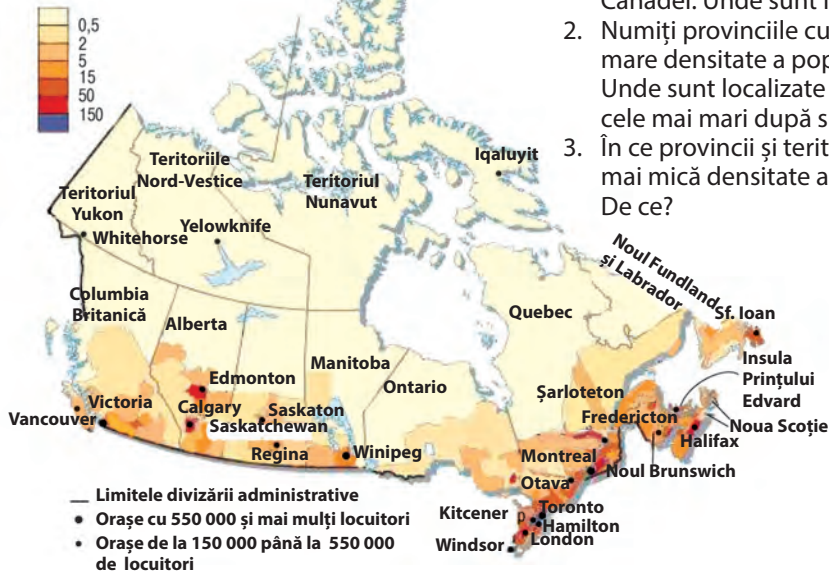 Canadei. Unde sunt l
2. Numiți provinciile cu
mare densitate a pop
Unde sunt localizate
cele mai mari după s
3. În ce provincii și terit
mai mică densitate a
De ce?
0,5
2
5
15
50
150
Teritoriile
Nord-Vestice
Teritoriul
Nunavut
Iqaluyit
Teritoriul
Yukon
Whitehorse
Yelowknife
Noul Fundland
și Labrador
Columbia
Britanică
Alberta
Quebec
Sf. Ioan
Manitoba
Ontario
Insula
Prințului
Edvard
Edmonton
Șarloteton
Victoria
Calgary
Saskaton
Fredericton
Noua Scoție
Vancouver
Saskatchewan
Halifax
Regina
Winipeg
Montreal
Noul Brunswich
Otava
Limitele divizării administrative
Orașe cu 550 000 și mai mulți locuitori
Orașe de la 150 000 până la 550 000
de locuitori
Kitcener
p
Toronto
Hamilton
London
Windsor